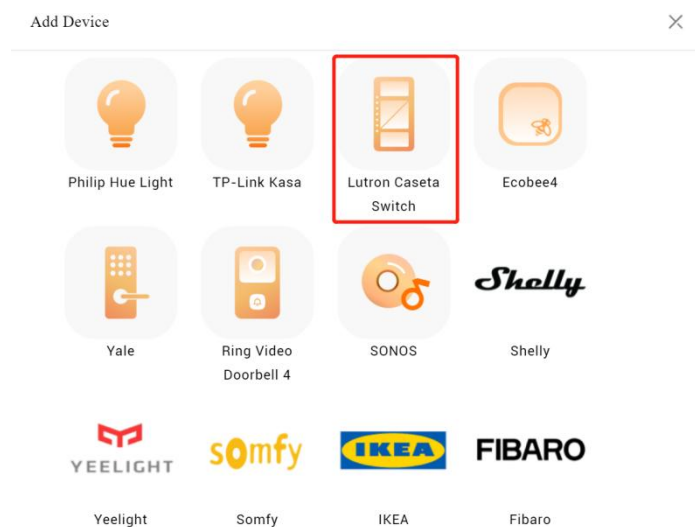 Add Device
Philip Hue Light
TP-Link Kasa
Lutron Caseta
Switch
Ecobee4
Yale
Ring Video
Doorbell 4
SONOS
Shelly
Shelly
YEELIGHT
somfy
IKEA
FIBARO
Yeelight
Somfy
IKEA
Fibaro